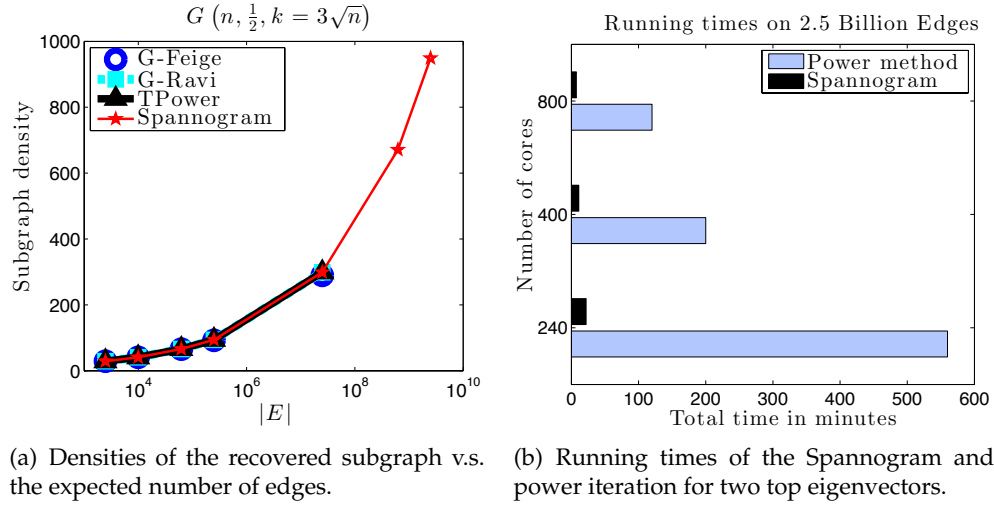 G (n, 1/2, k = 3√n)
1000
800
600
400
200
0
Subgraph density
G-Feige
G-Ravi
TPower
Spannogram
10^4
10^6
10^8
10^10
|E|
(a) Densities of the recovered subgraph v.s.
the expected number of edges.
Running times on 2.5 Billion Edges
Power method
Spannogram
Number of cores
800
400
240
0
100
200
300
400
500
600
Total time in minutes
(b) Running times of the Spannogram and
power iteration for two top eigenvectors.